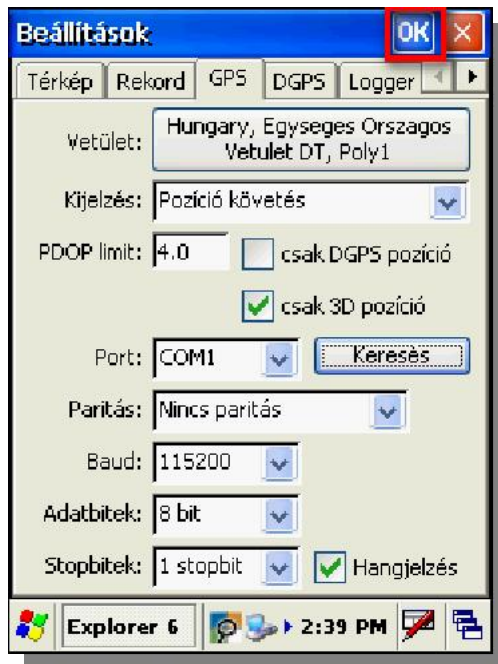 Beállítások OK
Térkép Rekord GPS DGPS Logger
Vetület: Hungary, Egyseges Orszagos
Vetulet DT, Poly1
Kijelzés: Pozíció követés
PDOP limit: 4.0 csak DGPS pozíció
csak 3D pozíció
Port: COM1 Keresés
Paritás: Nincs paritás
Baud: 115200
Adatbitek: 8 bit
Stopbitek: 1 stopbit Hangjelzés
Explorer 6 2:39 PM